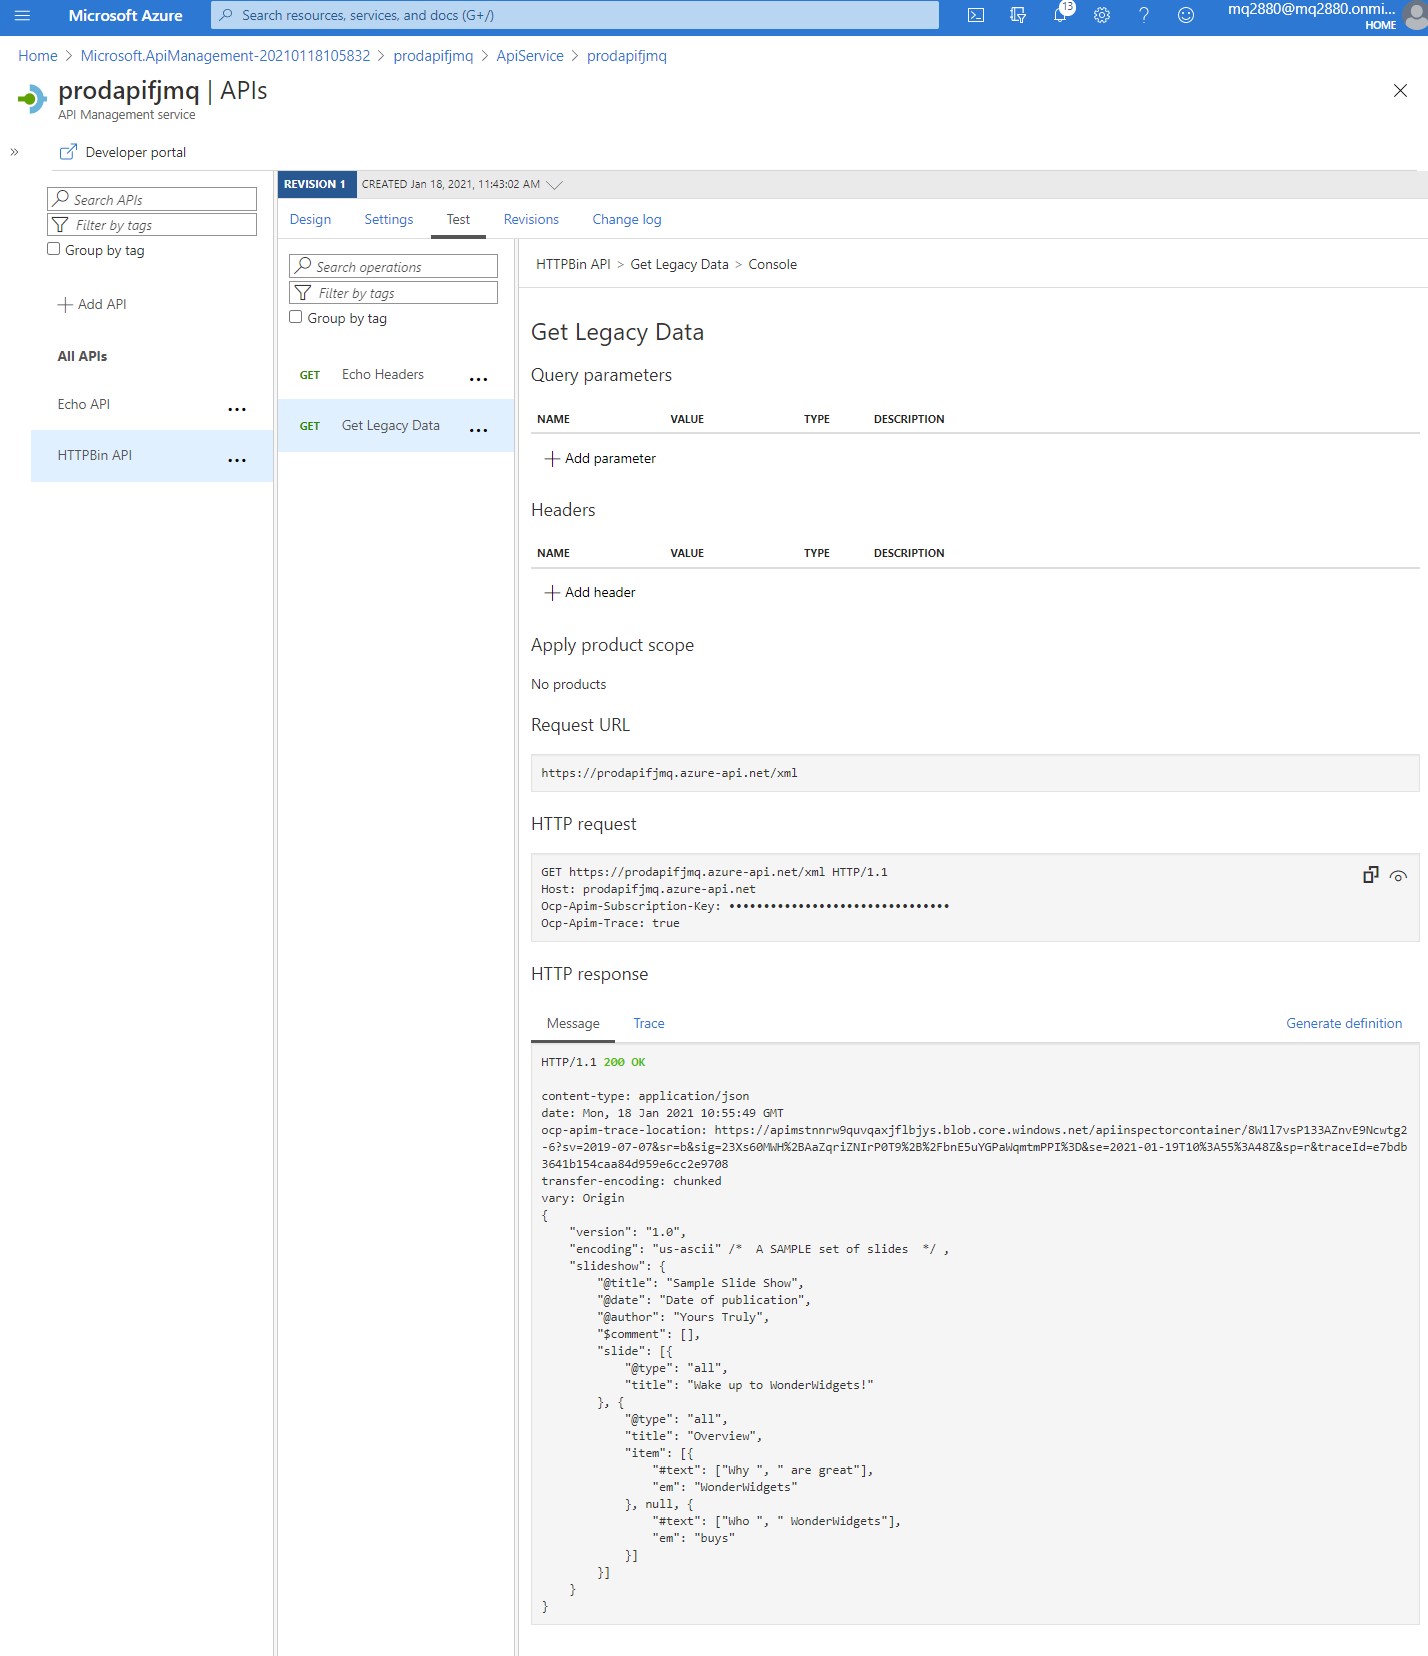 Microsoft Azure
Search resources, services, and docs (G+/)
13
mq2880@mq2880.onmi...
HOME
Home > Microsoft.ApiManagement-20210118105832 > prodapifjmq > ApiService > prodapifjmq
prodapifjmq | APIs
API Management service
Developer portal
Search APIs
Filter by tags
Group by tag
Add API
All APIs
Echo API ...
HTTPBin API ...
REVISION 1 CREATED Jan 18, 2021, 11:43:02 AM
Design Settings Test Revisions Change log
Search operations
Filter by tags
Group by tag
GET Echo Headers ...
GET Get Legacy Data ...
HTTPBin API > Get Legacy Data > Console
Get Legacy Data
Query parameters
NAME VALUE TYPE DESCRIPTION
Add parameter
Headers
NAME VALUE TYPE DESCRIPTION
Add header
Apply product scope
No products
Request URL
https://prodapifjmq.azure-api.net/xml
HTTP request
GET https://prodapifjmq.azure-api.net/xml HTTP/1.1
Host: prodapifjmq.azure-api.net
Ocp-Apim-Subscription-Key: ••••••••••••••••••••••••••••••••
Ocp-Apim-Trace: true
HTTP response
Message Trace Generate definition
HTTP/1.1 200 OK
content-type: application/json
date: Mon, 18 Jan 2021 10:55:49 GMT
ocp-apim-trace-location: https://apimstnnrw9quvqaxjflbjys.blob.core.windows.net/apiinspectorcontainer/8W1l7vsP133AZnvE9Ncwtg2
-6?sv=2019-07-07&sr=b&sig=23Xs60MWH%2BAaZqriZNIrP0T9%2B%2FbnE5uYGPaWqmtmPPI%3D&se=2021-01-19T10%3A55%3A48Z&sp=r&traceId=e7bdb
3641b154caa84d959e6cc2e9708
transfer-encoding: chunked
vary: Origin
{
    "version": "1.0",
    "encoding": "us-ascii" /*  A SAMPLE set of slides  */ ,
    "slideshow": {
        "@title": "Sample Slide Show",
        "@date": "Date of publication",
        "@author": "Yours Truly",
        "$comment": [],
        "slide": [{
            "@type": "all",
            "title": "Wake up to WonderWidgets!"
        }, {
            "@type": "all",
            "title": "Overview",
            "item": [{
                "#text": ["Why ", " are great"],
                "em": "WonderWidgets"
            }, null, {
                "#text": ["Who ", " WonderWidgets"],
                "em": "buys"
            }]
        }]
    }
}